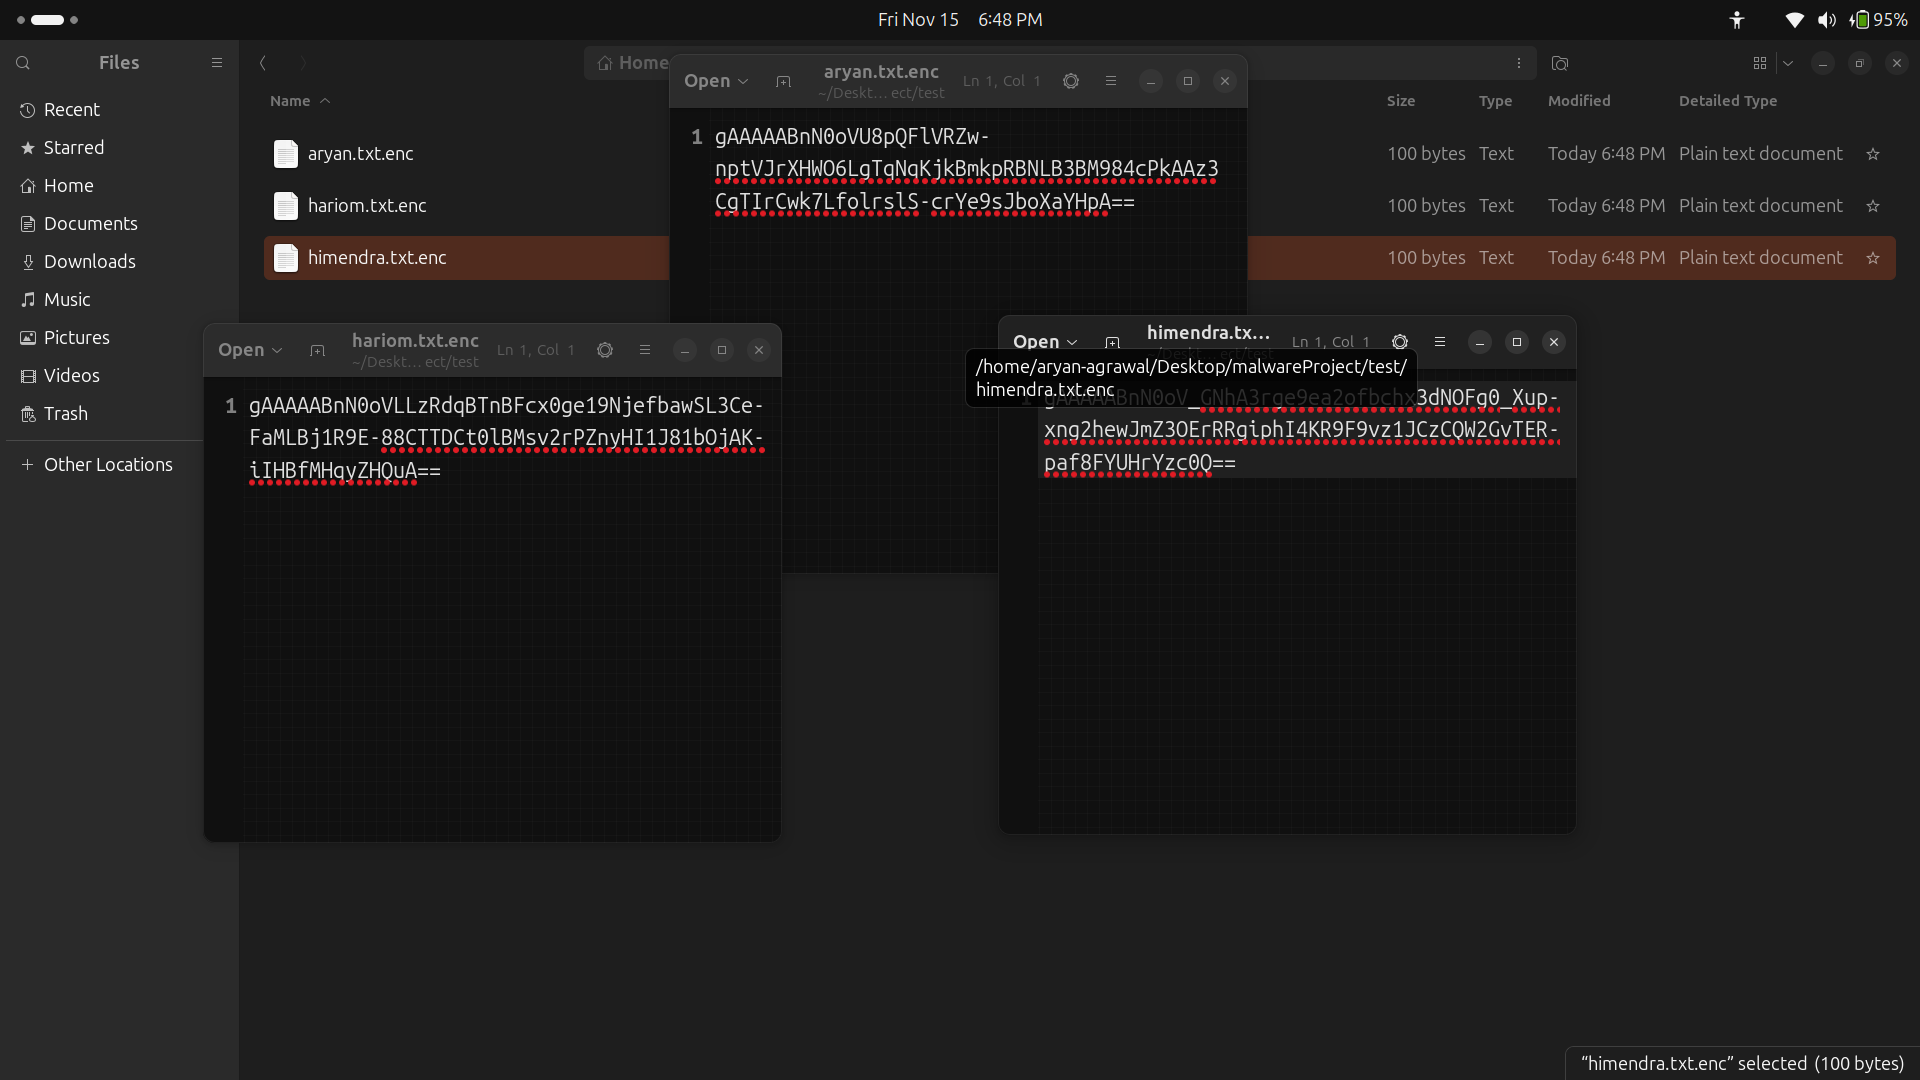 Fri Nov 15 6:48 PM
95%
Files
Home
Name
Size Type Modified Detailed Type
Recent
Starred
Home
Documents
Downloads
Music
Pictures
Videos
Trash
Other Locations
aryan.txt.enc 100 bytes Text Today 6:48 PM Plain text document
hariom.txt.enc 100 bytes Text Today 6:48 PM Plain text document
himendra.txt.enc 100 bytes Text Today 6:48 PM Plain text document
Open aryan.txt.enc Ln 1, Col 1
~/Deskt… ect/test
1 gAAAAABnN0oVU8pQFlVRZw-
nptVJrXHWO6LgTqNqKjkBmkpRBNLB3BM984cPkAAz3
CgTIrCwk7LfolrslS-crYe9sJboXaYHpA==
Open hariom.txt.enc Ln 1, Col 1
~/Deskt… ect/test
1 gAAAAABnN0oVLLzRdqBTnBFcx0ge19NjefbawSL3Ce-
FaMLBj1R9E-88CTTDCt0lBMsv2rPZnyHI1J81bOjAK-
iIHBfMHqyZHQuA==
Open himendra.tx… Ln 1, Col 1
~/Deskt… ect/test
/home/aryan-agrawal/Desktop/malwareProject/test/
himendra.txt.enc
1 gAAAAABnN0oV_GNhA3rge9ea2ofbchx3dNOFg0_Xup-
xng2hewJmZ3OErRRgiphI4KR9F9vz1JCzCQW2GvTER-
paf8FYUHrYzc0Q==
“himendra.txt.enc” selected (100 bytes)